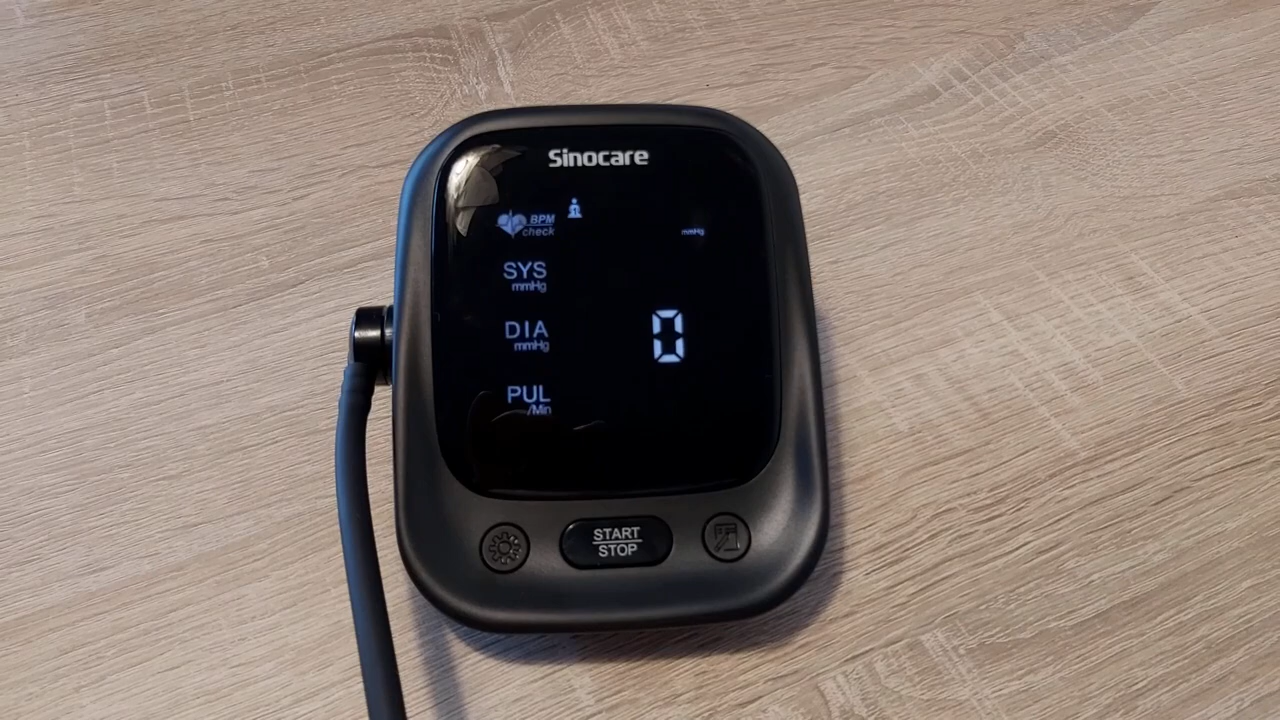 Sinocare
BPM
check
mmHg
SYS
mmHg
DIA
mmHg
0
PUL
/Min
START
STOP